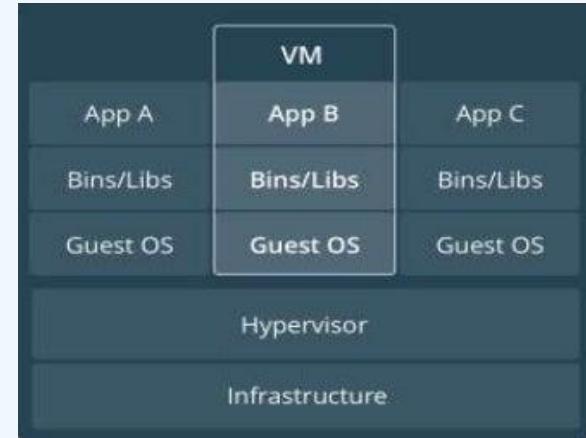 VM
App A App B App C
Bins/Libs Bins/Libs Bins/Libs
Guest OS Guest OS Guest OS
Hypervisor
Infrastructure